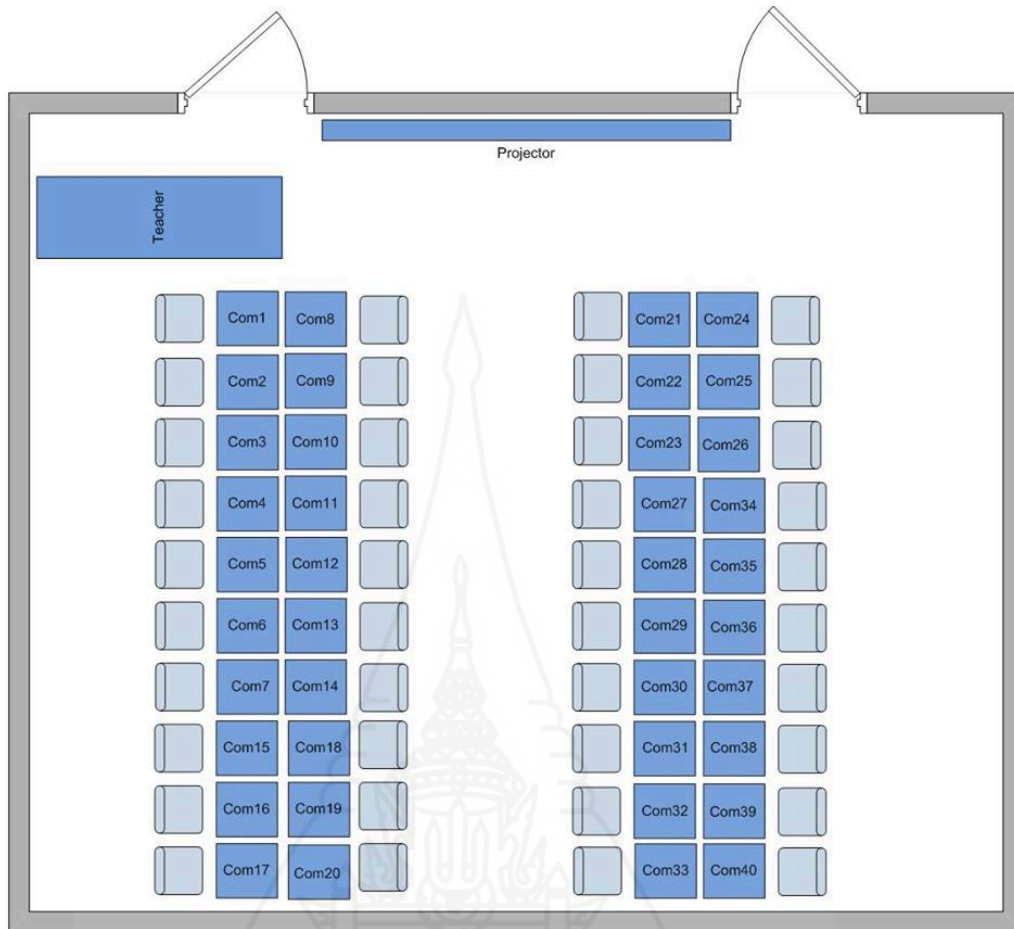 Projector
Teacher
Com1 Com8 Com21 Com24
Com2 Com9 Com22 Com25
Com3 Com10 Com23 Com26
Com4 Com11 Com27 Com34
Com5 Com12 Com28 Com35
Com6 Com13 Com29 Com36
Com7 Com14 Com30 Com37
Com15 Com18 Com31 Com38
Com16 Com19 Com32 Com39
Com17 Com20 Com33 Com40